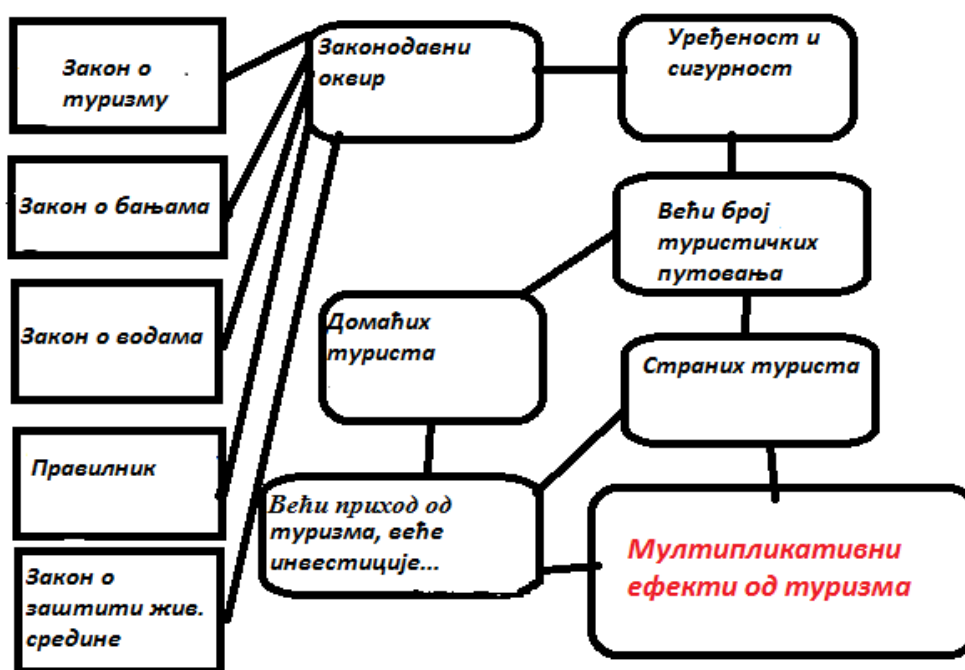 Закон о
туризму
Законодавни
оквир
Уређеност и
сигурност
Закон о бањама
Већи број
туристичких
путовања
Закон о водама
Домаћих
туриста
Страних туриста
Правилник
Већи приход од
туризма, веће
инвестиције...
Мултипликативни
ефекти од туризма
Закон о
заштити жив.
средине